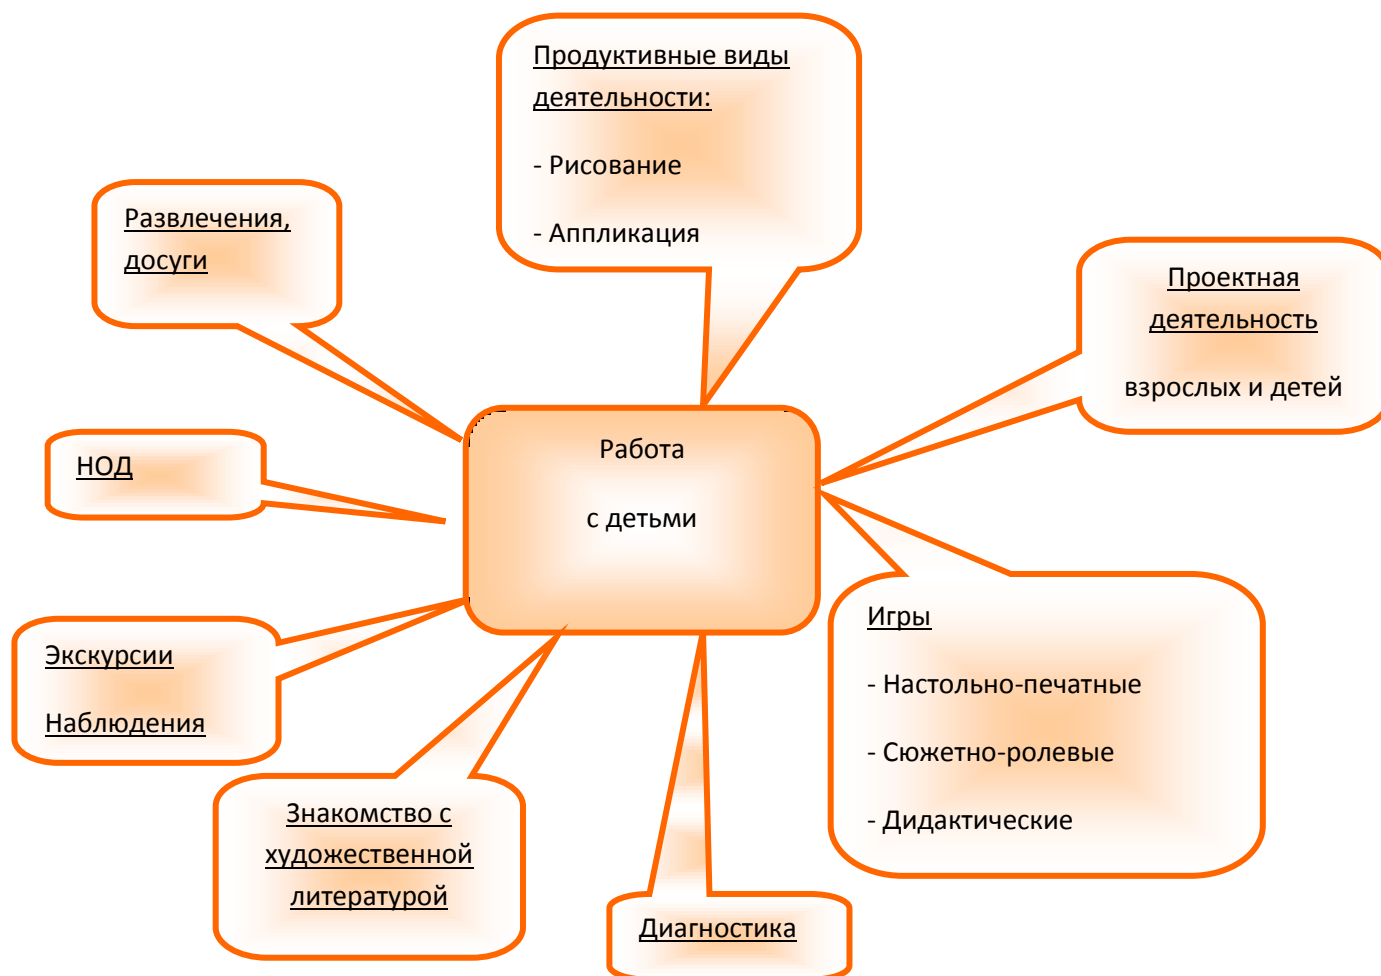 Продуктивные виды
деятельности:
- Рисование
- Аппликация
Развлечения,
досуги
Проектная
деятельность
взрослых и детей
НОД
Работа
с детьми
Экскурсии
Наблюдения
Игры
- Настольно-печатные
- Сюжетно-ролевые
- Дидактические
Знакомство с
художественной
литературой
Диагностика